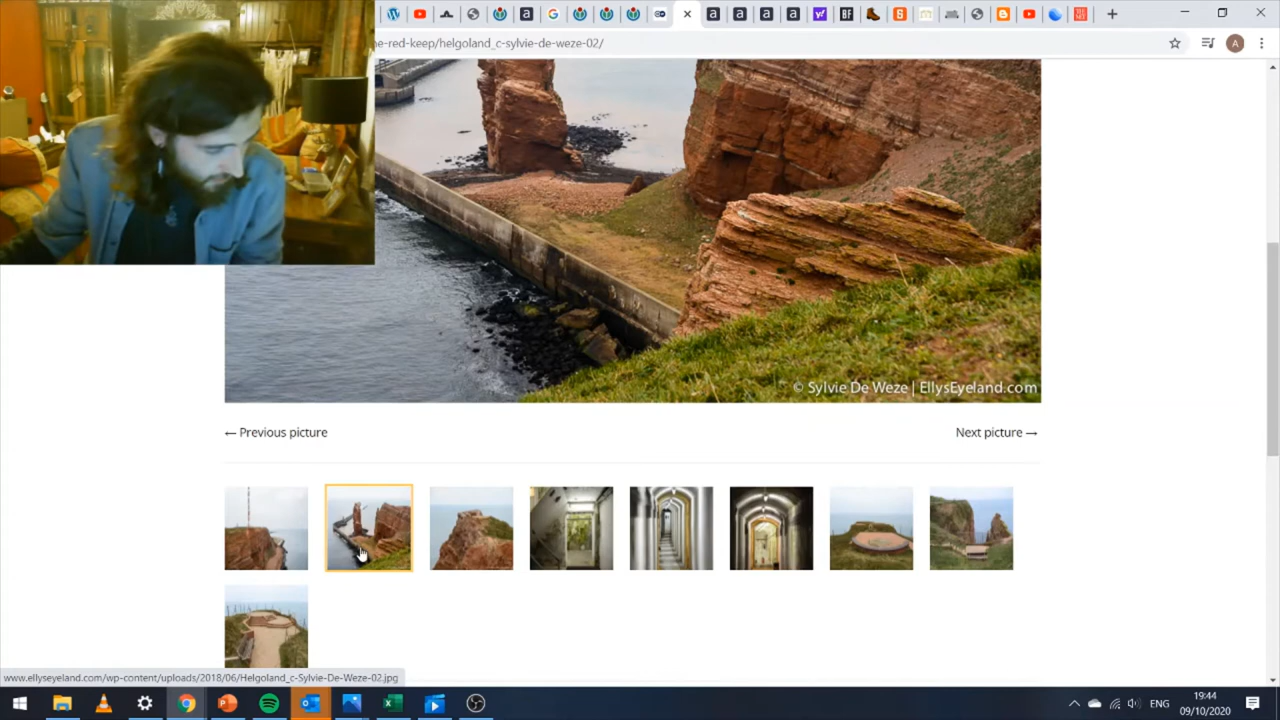 ne-red-keep/helgoland_c-sylvie-de-weze-02/
© Sylvie De Weze | EllysEyeland.com
← Previous picture
Next picture →
www.ellyseyeland.com/wp-content/uploads/2018/06/Helgoland_c-Sylvie-De-Weze-02.jpg
ENG
19:44
09/10/2020